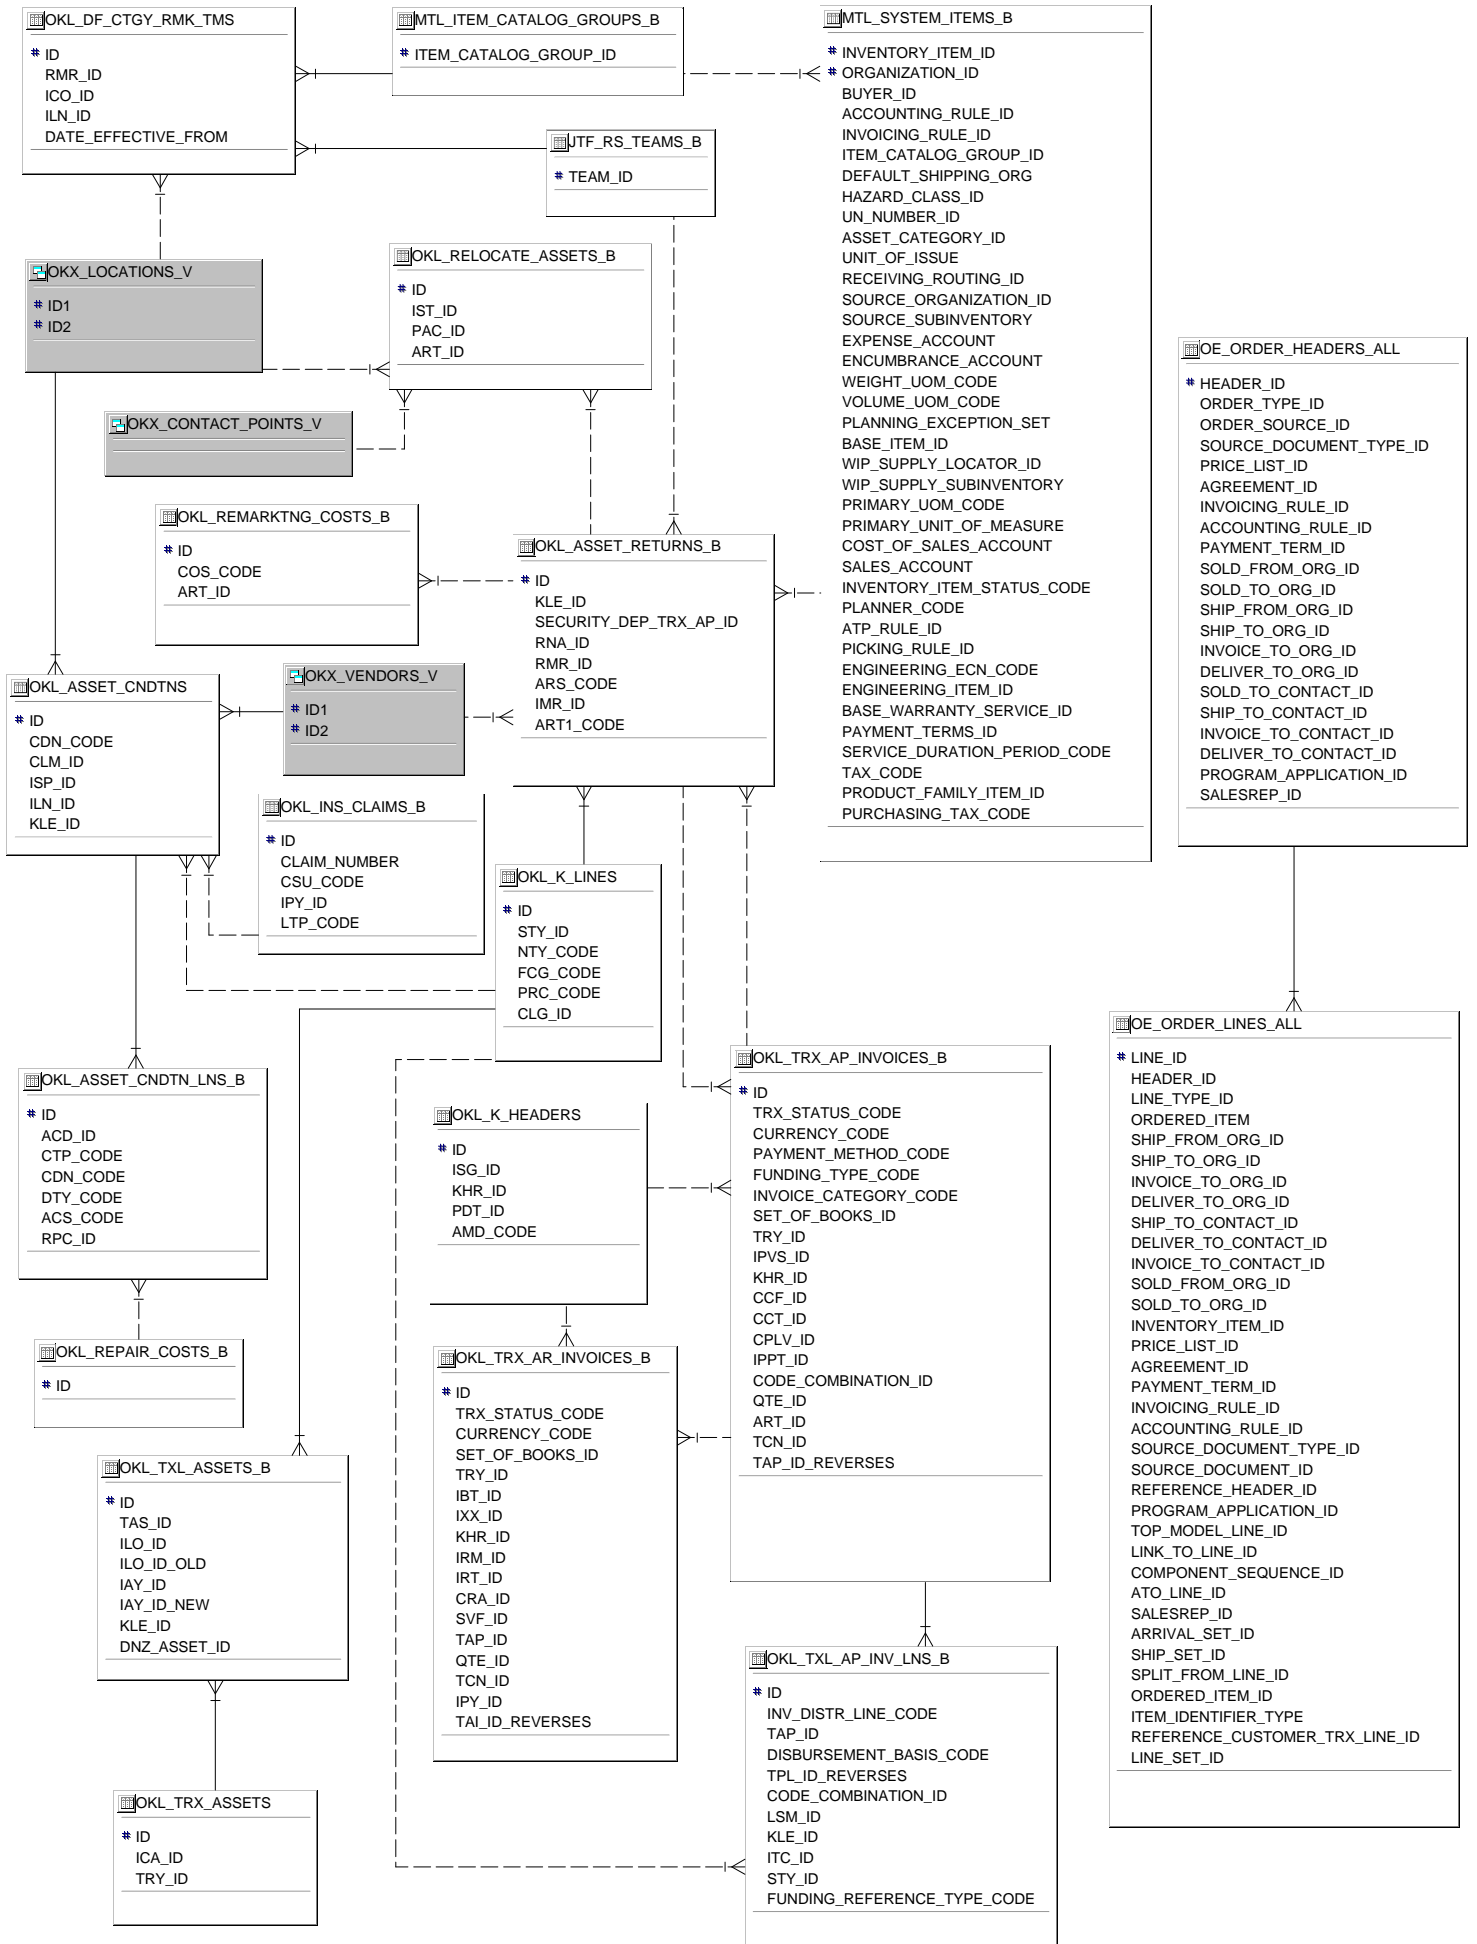 OKL_DF_CTGY_RMK_TMS
# ID
RMR_ID
ICO_ID
ILN_ID
DATE_EFFECTIVE_FROM
MTL_ITEM_CATALOG_GROUPS_B
# ITEM_CATALOG_GROUP_ID
MTL_SYSTEM_ITEMS_B
# INVENTORY_ITEM_ID
# ORGANIZATION_ID
BUYER_ID
ACCOUNTING_RULE_ID
INVOICING_RULE_ID
ITEM_CATALOG_GROUP_ID
DEFAULT_SHIPPING_ORG
HAZARD_CLASS_ID
UN_NUMBER_ID
ASSET_CATEGORY_ID
UNIT_OF_ISSUE
RECEIVING_ROUTING_ID
SOURCE_ORGANIZATION_ID
SOURCE_SUBINVENTORY
EXPENSE_ACCOUNT
ENCUMBRANCE_ACCOUNT
WEIGHT_UOM_CODE
VOLUME_UOM_CODE
PLANNING_EXCEPTION_SET
BASE_ITEM_ID
WIP_SUPPLY_LOCATOR_ID
WIP_SUPPLY_SUBINVENTORY
PRIMARY_UOM_CODE
PRIMARY_UNIT_OF_MEASURE
COST_OF_SALES_ACCOUNT
SALES_ACCOUNT
INVENTORY_ITEM_STATUS_CODE
PLANNER_CODE
ATP_RULE_ID
PICKING_RULE_ID
ENGINEERING_ECN_CODE
ENGINEERING_ITEM_ID
BASE_WARRANTY_SERVICE_ID
PAYMENT_TERMS_ID
SERVICE_DURATION_PERIOD_CODE
TAX_CODE
PRODUCT_FAMILY_ITEM_ID
PURCHASING_TAX_CODE
JTF_RS_TEAMS_B
# TEAM_ID
OKX_LOCATIONS_V
# ID1
# ID2
OKL_RELOCATE_ASSETS_B
# ID
IST_ID
PAC_ID
ART_ID
OKX_CONTACT_POINTS_V
OE_ORDER_HEADERS_ALL
# HEADER_ID
ORDER_TYPE_ID
ORDER_SOURCE_ID
SOURCE_DOCUMENT_TYPE_ID
PRICE_LIST_ID
AGREEMENT_ID
INVOICING_RULE_ID
ACCOUNTING_RULE_ID
PAYMENT_TERM_ID
SOLD_FROM_ORG_ID
SOLD_TO_ORG_ID
SHIP_FROM_ORG_ID
SHIP_TO_ORG_ID
INVOICE_TO_ORG_ID
DELIVER_TO_ORG_ID
SOLD_TO_CONTACT_ID
SHIP_TO_CONTACT_ID
INVOICE_TO_CONTACT_ID
DELIVER_TO_CONTACT_ID
PROGRAM_APPLICATION_ID
SALESREP_ID
OKL_REMARKTNG_COSTS_B
# ID
COS_CODE
ART_ID
OKL_ASSET_RETURNS_B
# ID
KLE_ID
SECURITY_DEP_TRX_AP_ID
RNA_ID
RMR_ID
ARS_CODE
IMR_ID
ART1_CODE
OKL_ASSET_CNDTNS
# ID
CDN_CODE
CLM_ID
ISP_ID
ILN_ID
KLE_ID
OKX_VENDORS_V
# ID1
# ID2
OKL_INS_CLAIMS_B
# ID
CLAIM_NUMBER
CSU_CODE
IPY_ID
LTP_CODE
OKL_K_LINES
# ID
STY_ID
NTY_CODE
FCG_CODE
PRC_CODE
CLG_ID
OE_ORDER_LINES_ALL
# LINE_ID
HEADER_ID
LINE_TYPE_ID
ORDERED_ITEM
SHIP_FROM_ORG_ID
SHIP_TO_ORG_ID
INVOICE_TO_ORG_ID
DELIVER_TO_ORG_ID
SHIP_TO_CONTACT_ID
DELIVER_TO_CONTACT_ID
INVOICE_TO_CONTACT_ID
SOLD_FROM_ORG_ID
SOLD_TO_ORG_ID
INVENTORY_ITEM_ID
PRICE_LIST_ID
AGREEMENT_ID
PAYMENT_TERM_ID
INVOICING_RULE_ID
ACCOUNTING_RULE_ID
SOURCE_DOCUMENT_TYPE_ID
SOURCE_DOCUMENT_ID
REFERENCE_HEADER_ID
PROGRAM_APPLICATION_ID
TOP_MODEL_LINE_ID
LINK_TO_LINE_ID
COMPONENT_SEQUENCE_ID
ATO_LINE_ID
SALESREP_ID
ARRIVAL_SET_ID
SHIP_SET_ID
SPLIT_FROM_LINE_ID
ORDERED_ITEM_ID
ITEM_IDENTIFIER_TYPE
REFERENCE_CUSTOMER_TRX_LINE_ID
LINE_SET_ID
OKL_TRX_AP_INVOICES_B
# ID
TRX_STATUS_CODE
CURRENCY_CODE
PAYMENT_METHOD_CODE
FUNDING_TYPE_CODE
INVOICE_CATEGORY_CODE
SET_OF_BOOKS_ID
TRY_ID
IPVS_ID
KHR_ID
CCF_ID
CCT_ID
CPLV_ID
IPPT_ID
CODE_COMBINATION_ID
QTE_ID
ART_ID
TCN_ID
TAP_ID_REVERSES
OKL_ASSET_CNDTN_LNS_B
# ID
ACD_ID
CTP_CODE
CDN_CODE
DTY_CODE
ACS_CODE
RPC_ID
OKL_K_HEADERS
# ID
ISG_ID
KHR_ID
PDT_ID
AMD_CODE
OKL_REPAIR_COSTS_B
# ID
OKL_TRX_AR_INVOICES_B
# ID
TRX_STATUS_CODE
CURRENCY_CODE
SET_OF_BOOKS_ID
TRY_ID
IBT_ID
IXX_ID
KHR_ID
IRM_ID
IRT_ID
CRA_ID
SVF_ID
TAP_ID
QTE_ID
TCN_ID
IPY_ID
TAI_ID_REVERSES
OKL_TXL_ASSETS_B
# ID
TAS_ID
ILO_ID
ILO_ID_OLD
IAY_ID
IAY_ID_NEW
KLE_ID
DNZ_ASSET_ID
OKL_TXL_AP_INV_LNS_B
# ID
INV_DISTR_LINE_CODE
TAP_ID
DISBURSEMENT_BASIS_CODE
TPL_ID_REVERSES
CODE_COMBINATION_ID
LSM_ID
KLE_ID
ITC_ID
STY_ID
FUNDING_REFERENCE_TYPE_CODE
OKL_TRX_ASSETS
# ID
ICA_ID
TRY_ID